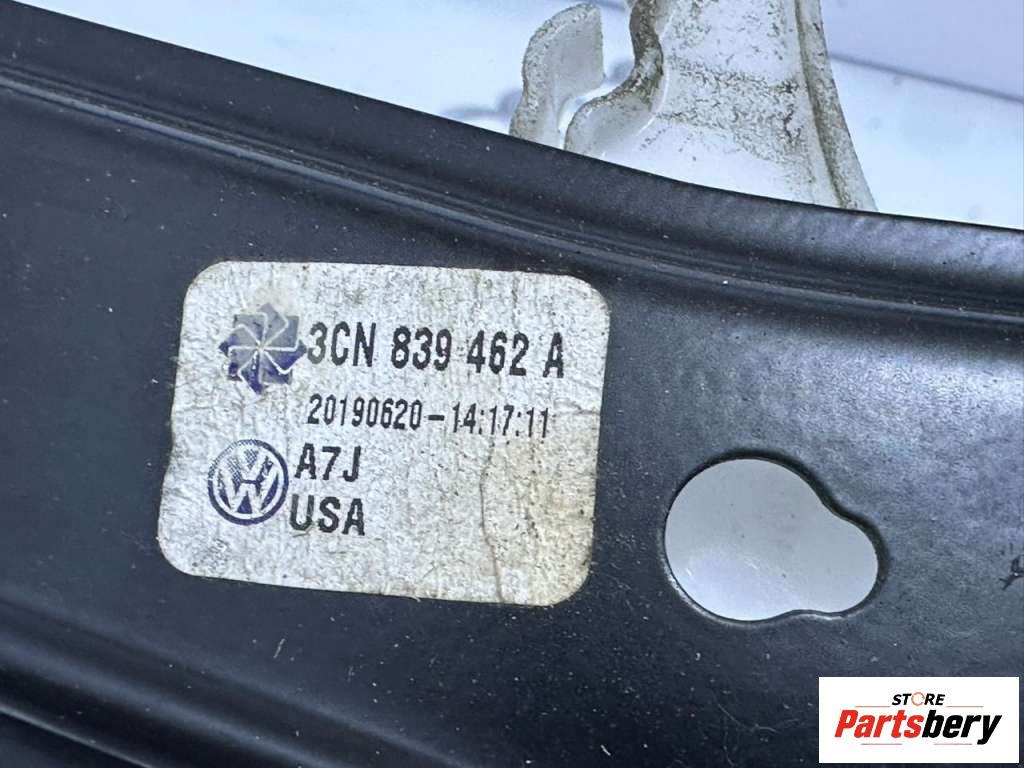 3CN 839 462 A
20190620-14:17:11
A7J
USA
STORE
Partsbery